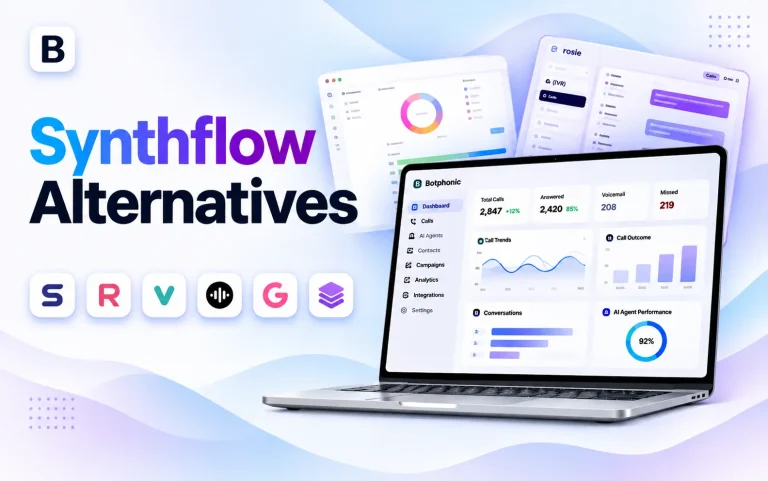 B
Synthflow
Alternatives
S R V G
rosie
(IVR)
Calls
Calls
B Botphonic
Dashboard
Calls
AI Agents
Contacts
Campaigns
Analytics
Integrations
Settings
Total Calls
2,847 +12%
Answered
2,420 85%
Voicemail
208
Missed
219
Call Trends
Call Outcome
Conversations
AI Agent Performance
92%